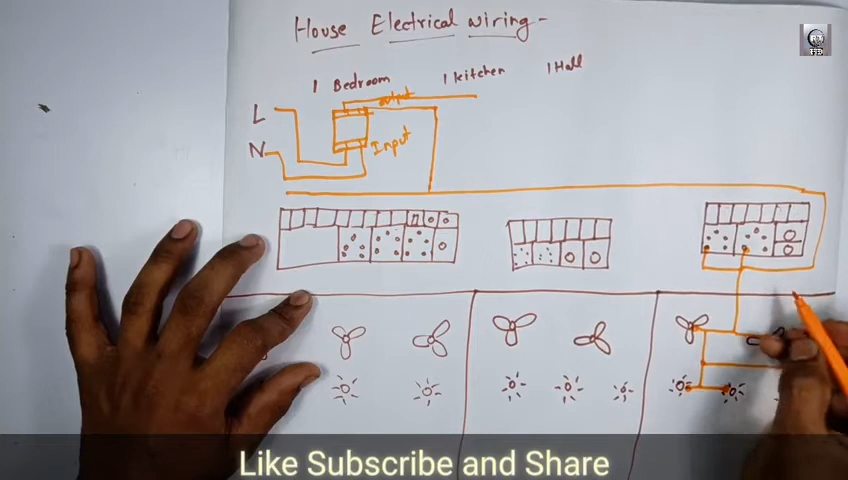 House Electrical wiring -
1 Bedroom 1 kitchen 1 Hall
L
output
N
Input
Like Subscribe and Share